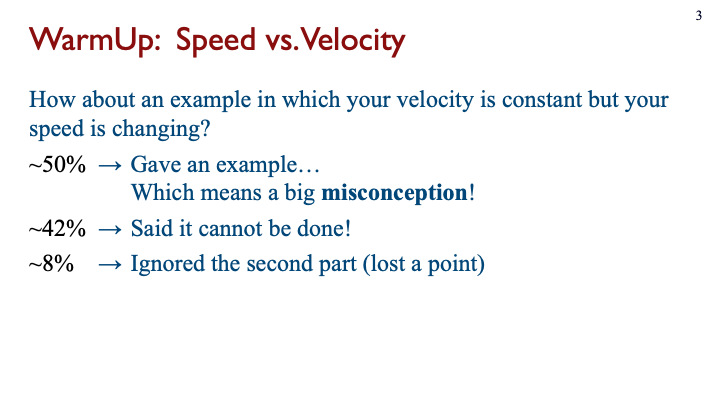 3
WarmUp: Speed vs. Velocity
How about an example in which your velocity is constant but your
speed is changing?
~50% → Gave an example…
Which means a big misconception!
~42% → Said it cannot be done!
~8% → Ignored the second part (lost a point)